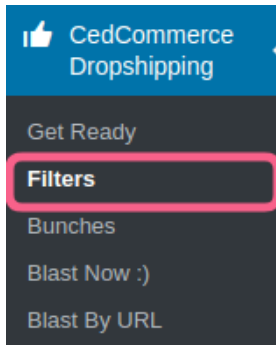 CedCommerce
Dropshipping
Get Ready
Filters
Bunches
Blast Now :)
Blast By URL